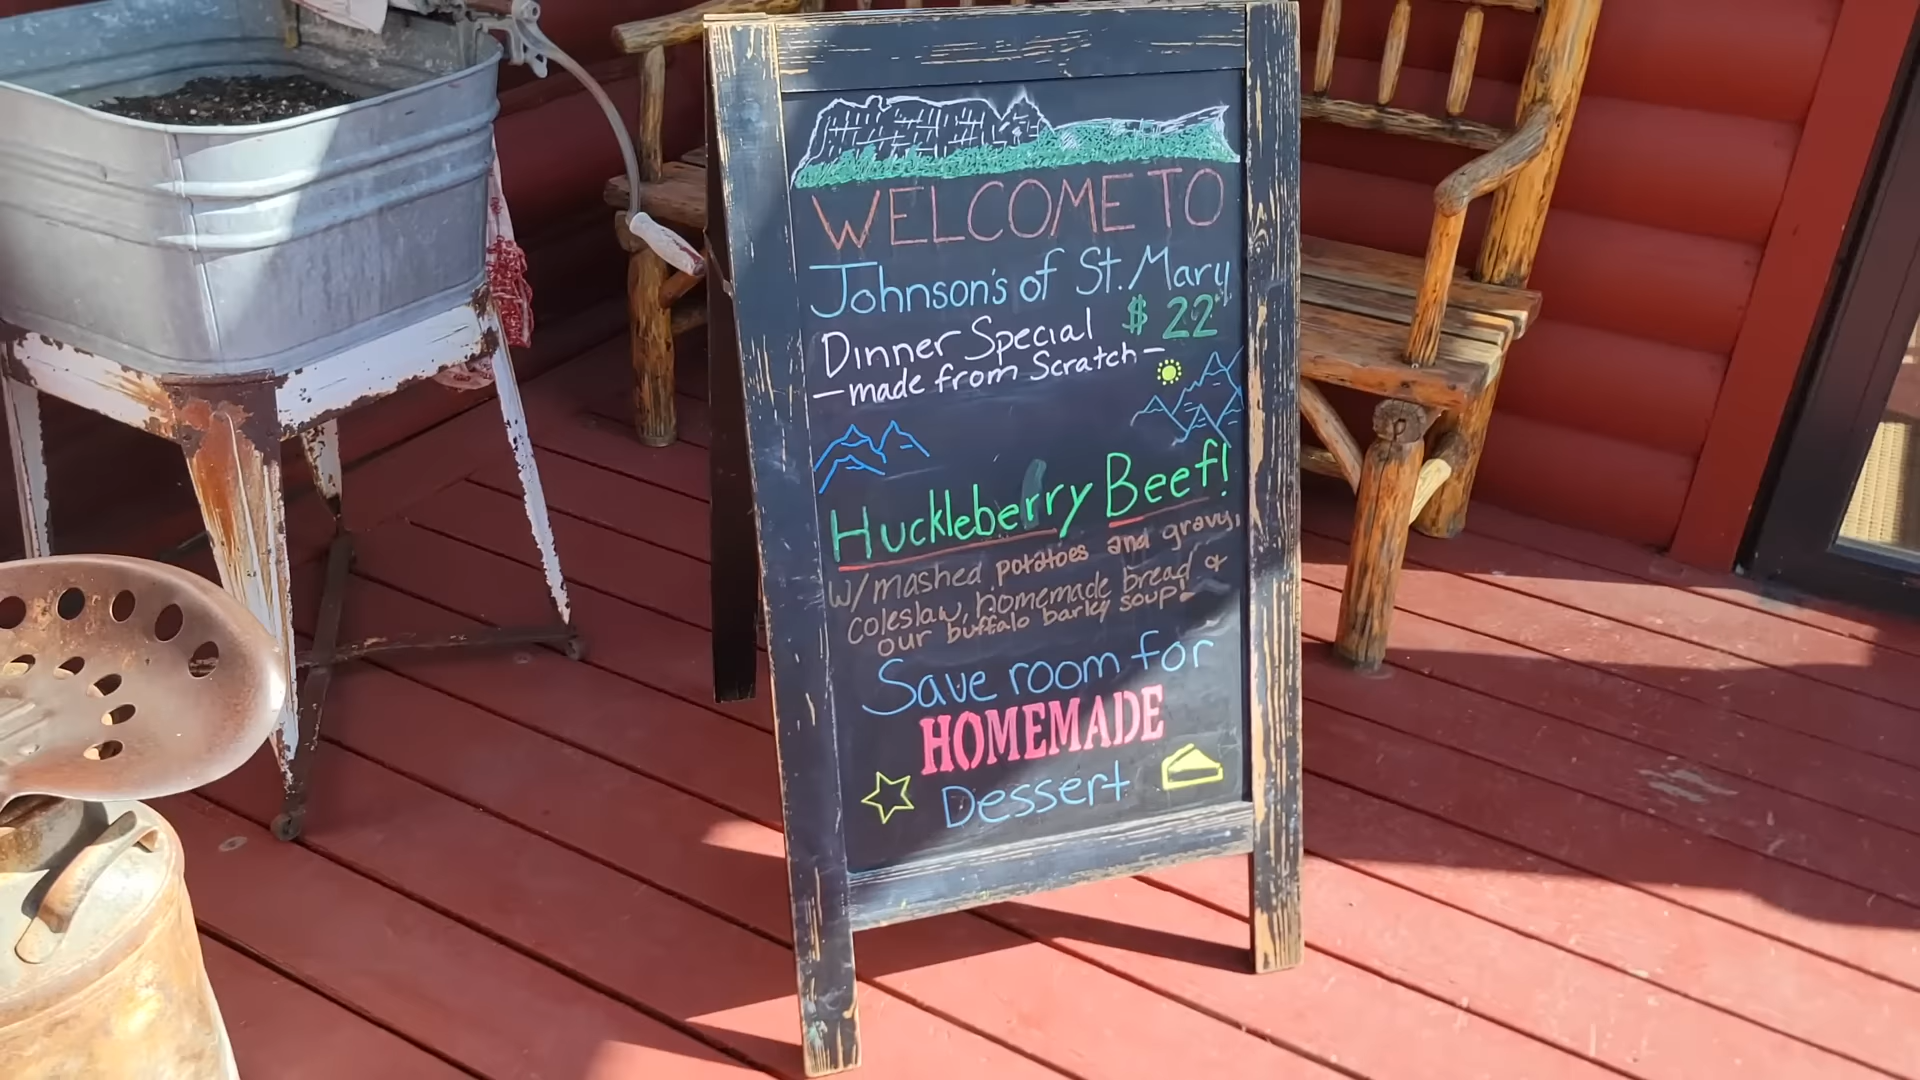 WELCOME TO
Johnson's of St. Mary
Dinner Special $22
-made from Scratch-
Huckleberry Beef!
w/mashed potatoes and gravy,
coleslaw, homemade bread &
our buffalo barley soup!
Save room for
HOMEMADE
Dessert